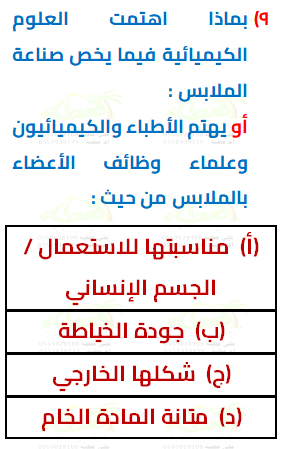 ٩) بماذا اهتمت العلوم
الكيميائية فيما يخص صناعة
الملابس :
أو يهتم الأطباء والكيميائيون
وعلماء وظائف الأعضاء
بالملابس من حيث :
(أ) مناسبتها للاستعمال /
الجسم الإنساني
(ب) جودة الخياطة
(ج) شكلها الخارجي
(د) متانة المادة الخام